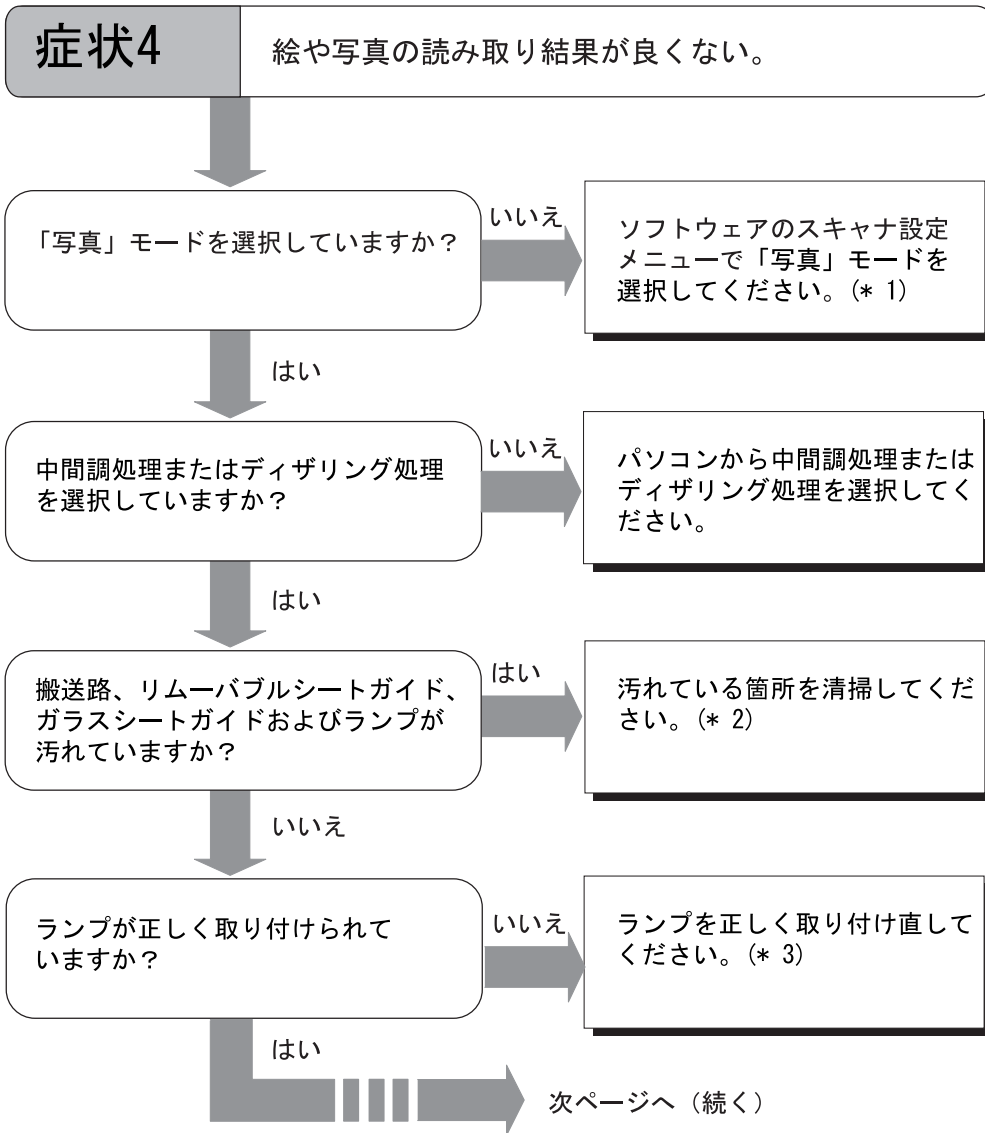 症状4
絵や写真の読み取り結果が良くない。
「写真」モードを選択していますか？
いいえ
ソフトウェアのスキャナ設定
メニューで「写真」モードを
選択してください。(* 1)
はい
中間調処理またはディザリング処理
を選択していますか？
いいえ
パソコンから中間調処理または
ディザリング処理を選択してく
ださい。
はい
搬送路、リムーバブルシートガイド、
ガラスシートガイドおよびランプが
汚れていますか？
はい
汚れている箇所を清掃してくだ
さい。(* 2)
いいえ
ランプが正しく取り付けられて
いますか？
いいえ
ランプを正しく取り付け直して
ください。(* 3)
はい
次ページへ（続く）